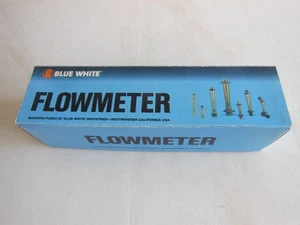 BLUE WHITE
FLOWMETER
MANUFACTURED BY BLUE WHITE INDUSTRIES • WESTMINSTER CALIFORNIA USA
FLOWMETER